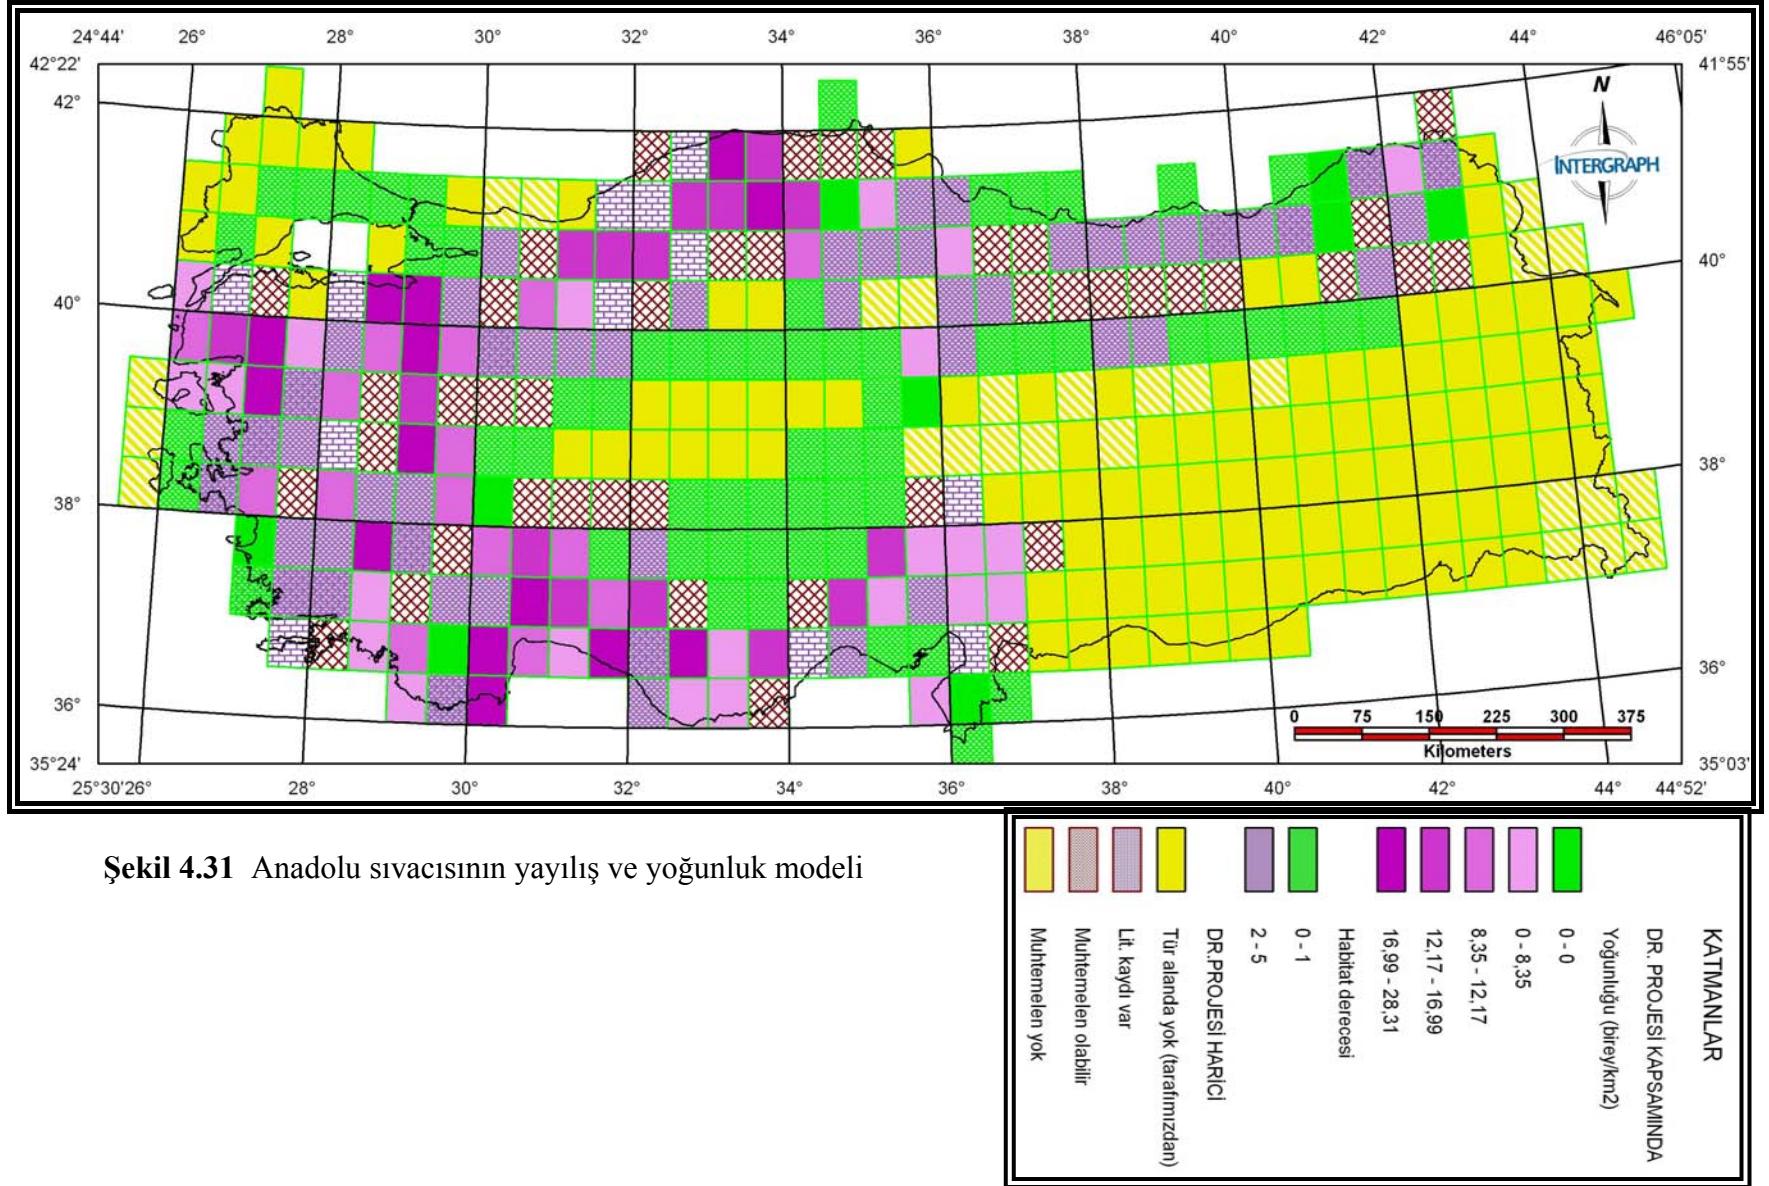 24°44' 26° 28° 30° 32° 34° 36° 38° 40° 42° 44° 46°05'
42°22' 41°55'
42°
N
INTERGRAPH
40° 40°
38° 38°
36° 36°
0 75 150 225 300 375
Kilometers
35°24' 35°03'
25°30'26° 28° 30° 32° 34° 36° 38° 40° 42° 44° 44°52'
Şekil 4.31 Anadolu sıvacısının yayılış ve yoğunluk modeli
KATMANLAR
DR. PROJESİ KAPSAMINDA
Yoğunluğu (birey/km2)
0 - 0
0 - 8,35
8,35 - 12,17
12,17 - 16,99
16,99 - 28,31
Habitat derecesi
0 - 1
2 - 5
DR.PROJESİ HARİCİ
Tür alanda yok (tarafımızdan)
Lit. kaydı var
Muhtemelen olabilir
Muhtemelen yok